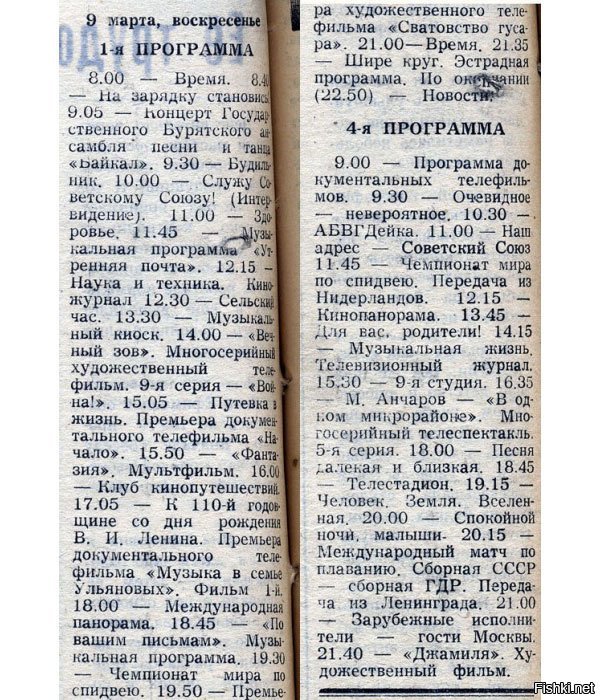 9 марта, воскресенье
1-я ПРОГРАММА
8.00 — Время. 8.40
— На зарядку становись!
9.05 — Концерт Государ-
ственного Бурятского ан-
самбля песни и танца
«Байкал». 9.30 — Будиль-
ник. 10.00 — Служу Со-
ветскому Союзу! (Интер-
видение). 11.00 — Здо-
ровье. 11.45 — Музы-
кальная программа «Ут-
ренняя почта». 12.15 —
Наука и техника. Кино-
журнал 12.30 — Сельский
час. 13.30 — Музыкаль-
ный киоск. 14.00 — «Веч-
ный зов». Многосерийный
художественный теле-
фильм. 9-я серия — «Вой-
на!». 15.05 — Путевка в
жизнь. Премьера докумен-
тального телефильма «На-
чало». 15.50 — «Фанта-
зия». Мультфильм. 16.00
— Клуб кинопутешествий.
17.05 — К 110-й годов-
щине со дня рождения
В. И. Ленина. Премьера
документального теле-
фильма «Музыка в семье
Ульяновых». Фильм 1-й.
18.00 — Международная
панорама. 18.45 — «По
вашим письмам». Музы-
кальная программа. 19.30
— Чемпионат мира по
спидвею. 19.50 — Премье-
ра художественного теле-
фильма «Сватовство гуса-
ра». 21.00 — Время. 21.35
— Шире круг. Эстрадная
программа. По окончании
(22.50) — Новости.
4-я ПРОГРАММА
9.00 — Программа до-
кументальных телефиль-
мов. 9.30 — Очевидное
— невероятное. 10.30 —
АБВГДейка. 11.00 — Наш
адрес — Советский Союз
11.45 — Чемпионат мира
по спидвею. Передача из
Нидерландов. 12.15 —
Кинопанорама. 13.45 —
Для вас, родители! 14.15
— Музыкальная жизнь.
Телевизионный журнал.
15.30 — 9-я студия. 16.35
— М. Анчаров — «В од-
ном микрорайоне». Мно-
госерийный телеспектакль.
5-я серия. 18.00 — Песня
далекая и близкая. 18.45
— Телестадион. 19.15 —
Человек. Земля. Вселен-
ная. 20.00 — Спокойной
ночи, малыши. 20.15 —
Международный матч по
плаванию. Сборная СССР
— сборная ГДР. Переда-
ча из Ленинграда. 21.00
— Зарубежные исполни-
тели — гости Москвы.
21.40 — «Джамиля». Ху-
дожественный фильм.
Fishki.net